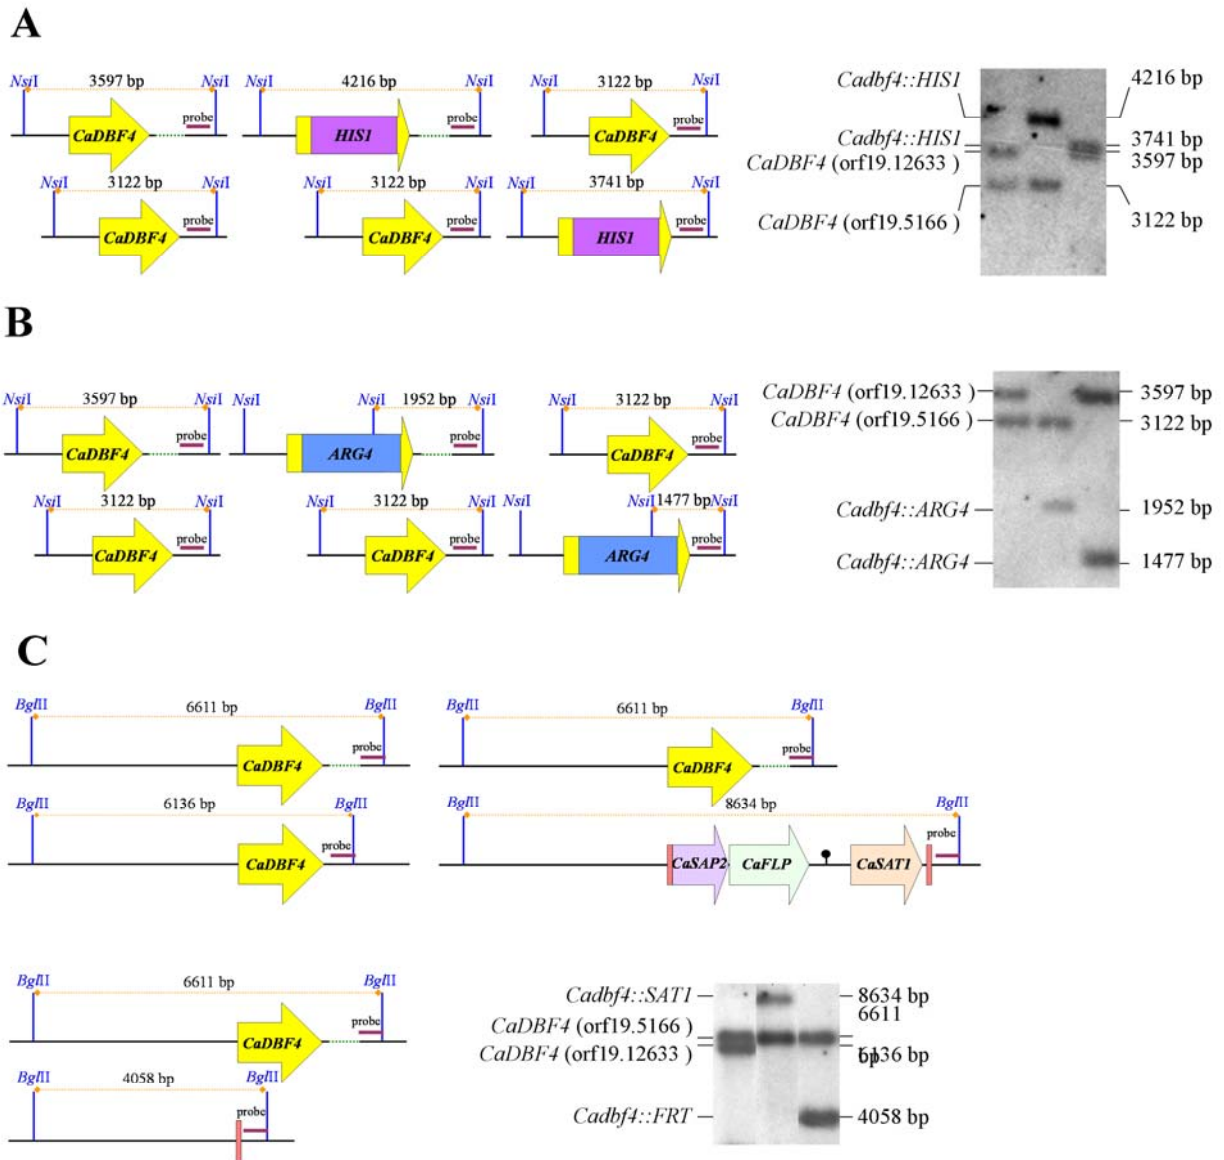 A
NsiI 3597 bp NsiI NsiI 4216 bp NsiI NsiI 3122 bp NsiI
CaDBF4 probe HIS1 probe CaDBF4 probe
NsiI 3122 bp NsiI NsiI 3122 bp NsiI NsiI 3741 bp NsiI
CaDBF4 probe CaDBF4 probe HIS1 probe
Cadbf4::HIS1 4216 bp
Cadbf4::HIS1 3741 bp
CaDBF4 (orf19.12633 ) 3597 bp
CaDBF4 (orf19.5166 ) 3122 bp
B
NsiI 3597 bp NsiI NsiI NsiI 1952 bp NsiI NsiI 3122 bp NsiI
CaDBF4 probe ARG4 probe CaDBF4 probe
NsiI 3122 bp NsiI NsiI 3122 bp NsiI NsiI NsiI 1477 bp NsiI
CaDBF4 probe CaDBF4 probe ARG4 probe
CaDBF4 (orf19.12633 ) 3597 bp
CaDBF4 (orf19.5166 ) 3122 bp
Cadbf4::ARG4 1952 bp
Cadbf4::ARG4 1477 bp
C
BglII 6611 bp BglII BglII 6611 bp BglII
CaDBF4 probe CaDBF4 probe
BglII 6136 bp BglII BglII 8634 bp BglII
CaDBF4 probe CaSAP2 CaFLP CaSAT1 probe
BglII 6611 bp BglII
CaDBF4 probe
BglII 4058 bp BglII
probe
Cadbf4::SAT1 8634 bp
CaDBF4 (orf19.5166 ) 6611 bp
CaDBF4 (orf19.12633 ) 6136 bp
Cadbf4::FRT 4058 bp